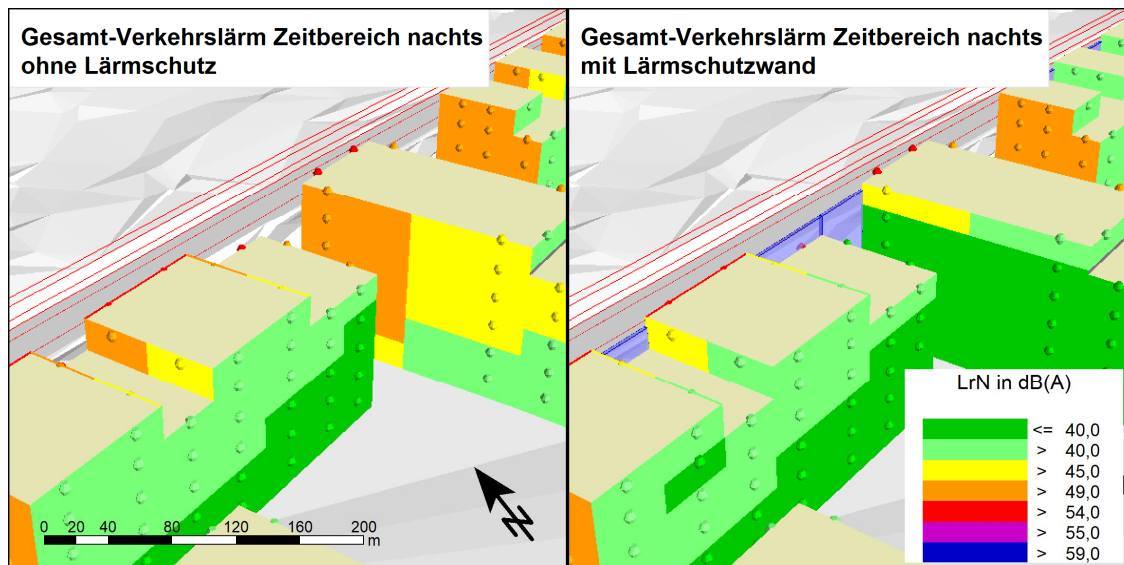 Gesamt-Verkehrslärm Zeitbereich nachts
ohne Lärmschutz
Gesamt-Verkehrslärm Zeitbereich nachts
mit Lärmschutzwand
0 20 40 80 120 160 200
m
N
LrN in dB(A)
<= 40,0
> 40,0
> 45,0
> 49,0
> 54,0
> 55,0
> 59,0